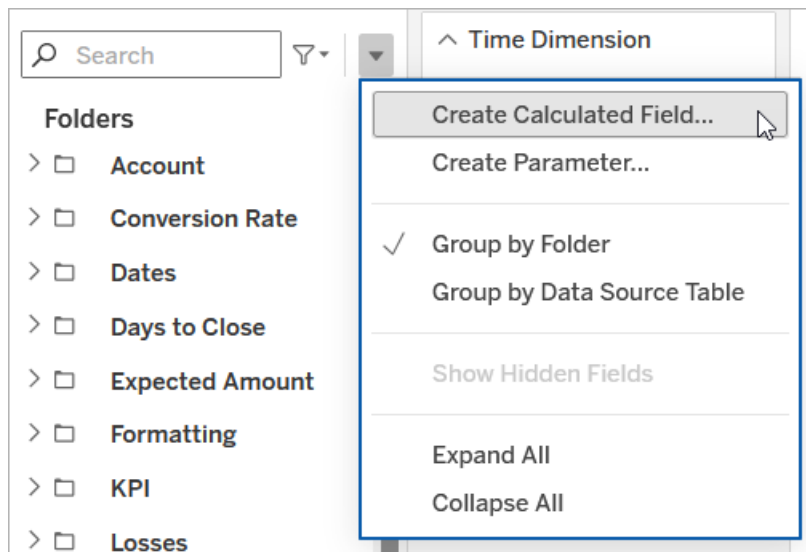 Search
Time Dimension
Folders
Account
Conversion Rate
Dates
Days to Close
Expected Amount
Formatting
KPI
Losses
Create Calculated Field...
Create Parameter...
Group by Folder
Group by Data Source Table
Show Hidden Fields
Expand All
Collapse All